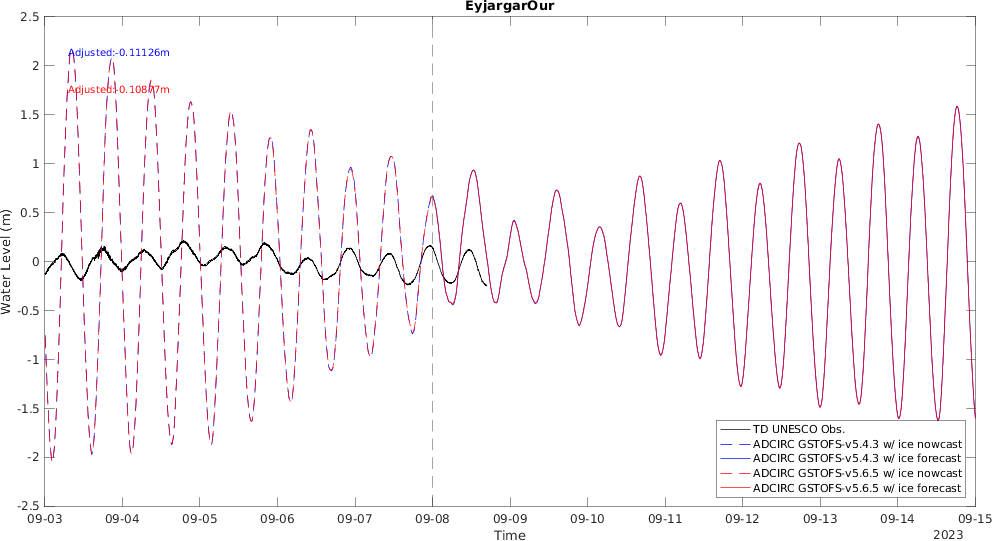 EyjargarOur
Adjusted:-0.11126m
Adjusted:-0.10877m
Water Level (m)
2.5
2
1.5
1
0.5
0
-0.5
-1
-1.5
-2
-2.5
TD UNESCO Obs.
ADCIRC GSTOFS-v5.4.3 w/ ice nowcast
ADCIRC GSTOFS-v5.4.3 w/ ice forecast
ADCIRC GSTOFS-v5.6.5 w/ ice nowcast
ADCIRC GSTOFS-v5.6.5 w/ ice forecast
09-03 09-04 09-05 09-06 09-07 09-08 09-09 09-10 09-11 09-12 09-13 09-14 09-15
Time
2023